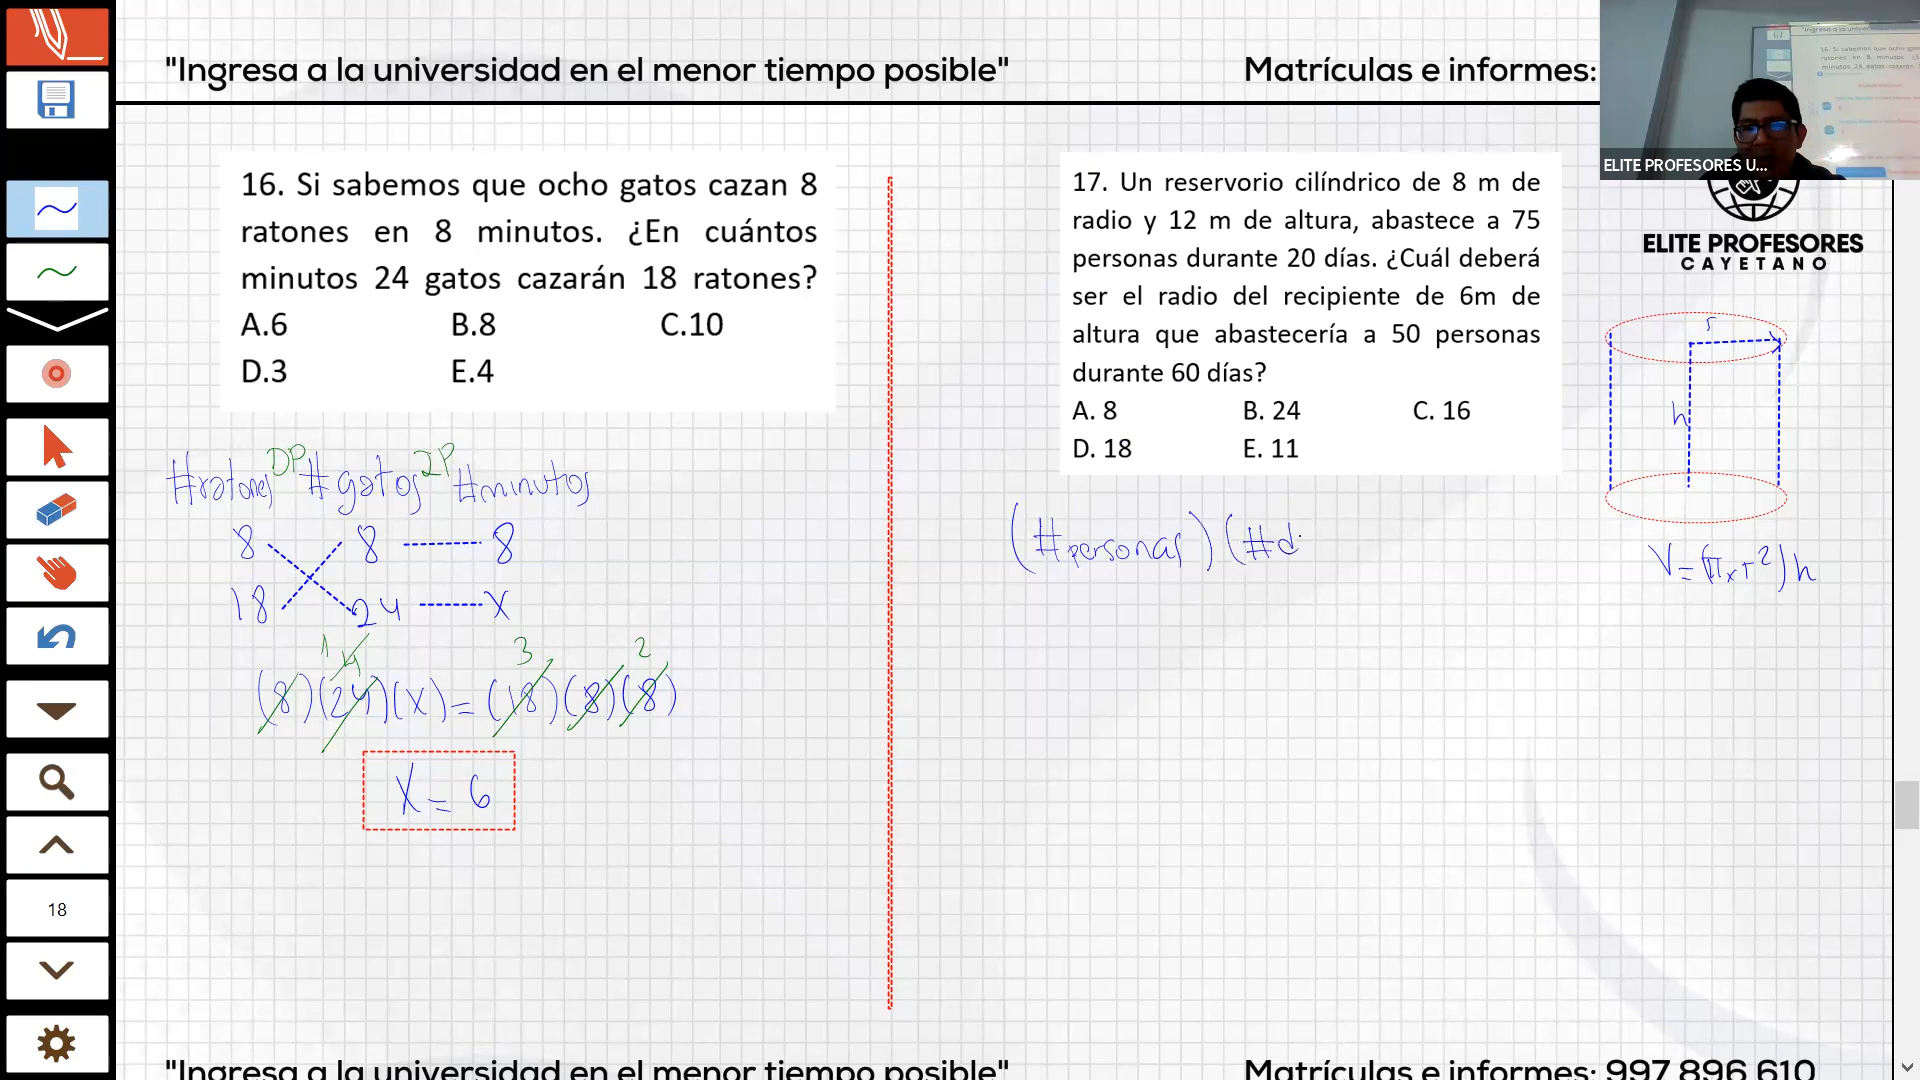 "Ingresa a la universidad en el menor tiempo posible"
Matrículas e informes:
ELITE PROFESORES U...
ELITE PROFESORES
CAYETANO
16. Si sabemos que ocho gatos cazan 8
ratones en 8 minutos. ¿En cuántos
minutos 24 gatos cazarán 18 ratones?
A.6 B.8 C.10
D.3 E.4
#ratones DP #gatos IP #minutos
8 8 8
18 24 X
1 4 3 2
(8)(24)(X)=(18)(8)(8)
X = 6
17. Un reservorio cilíndrico de 8 m de
radio y 12 m de altura, abastece a 75
personas durante 20 días. ¿Cuál deberá
ser el radio del recipiente de 6m de
altura que abastecería a 50 personas
durante 60 días?
A. 8 B. 24 C. 16
D. 18 E. 11
r
h
(#personas)(#d
V=(πxr²)h
18
"Ingresa a la universidad en el menor tiempo posible"
Matrículas e informes: 997 896 610